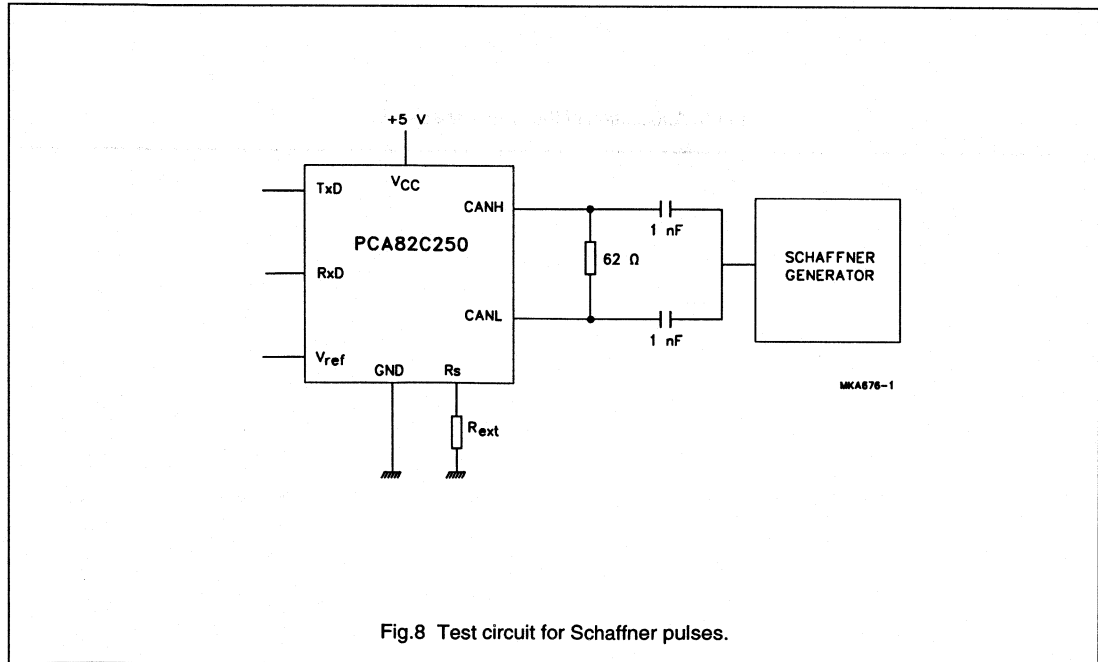 +5 V
TxD
VCC
CANH
1 nF
PCA82C250
62 Ω
SCHAFFNER
GENERATOR
RxD
CANL
1 nF
Vref
GND
Rs
MKA676-1
Rext
Fig.8 Test circuit for Schaffner pulses.